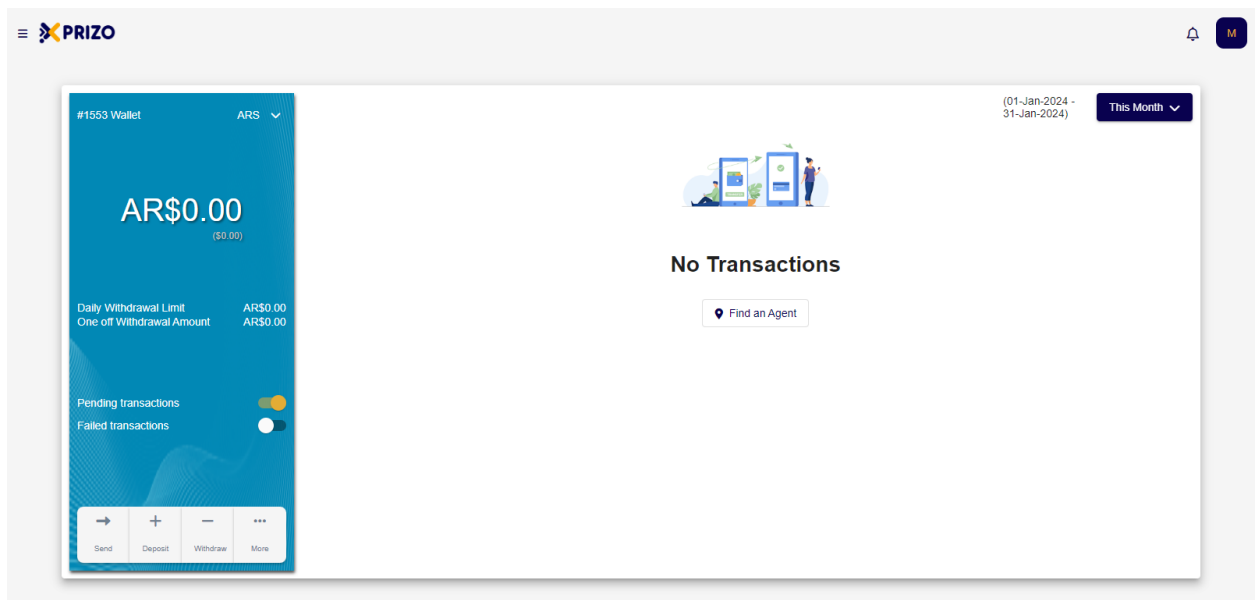 PRIZO
M
#1553 Wallet ARS
AR$0.00
($0.00)
Daily Withdrawal Limit AR$0.00
One off Withdrawal Amount AR$0.00
Pending transactions
Failed transactions
Send Deposit Withdraw More
(01-Jan-2024 -
31-Jan-2024)
This Month
No Transactions
Find an Agent